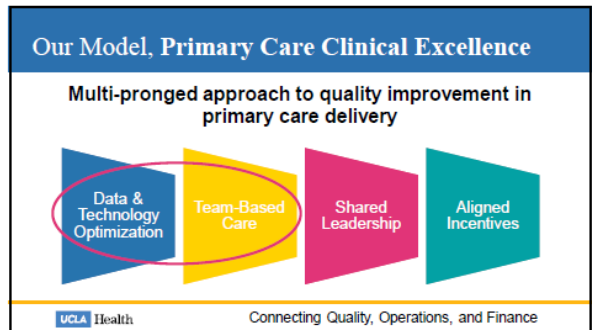 Our Model, Primary Care Clinical Excellence
Multi-pronged approach to quality improvement in
primary care delivery
Data &
Technology
Optimization
Team-Based
Care
Shared
Leadership
Aligned
Incentives
UCLA Health
Connecting Quality, Operations, and Finance